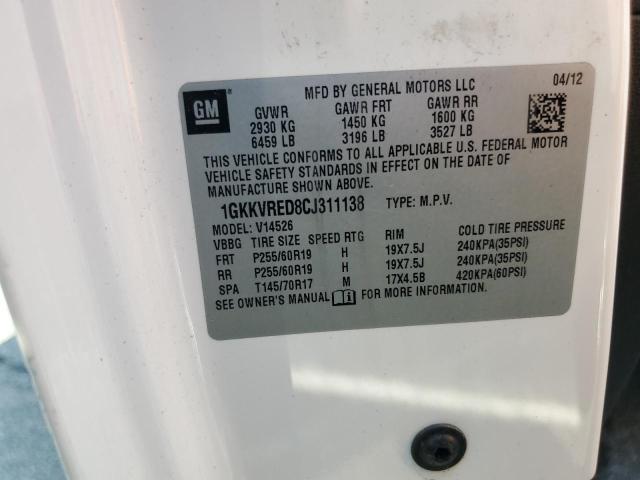 GM
MFD BY GENERAL MOTORS LLC 04/12
GVWR GAWR FRT GAWR RR
2930 KG 1450 KG 1600 KG
6459 LB 3196 LB 3527 LB
THIS VEHICLE CONFORMS TO ALL APPLICABLE U.S. FEDERAL MOTOR
VEHICLE SAFETY STANDARDS IN EFFECT ON THE DATE OF
MANUFACTURE SHOWN ABOVE.
1GKKVRED8CJ311138 TYPE: M.P.V.
MODEL: V14526
VBBG TIRE SIZE SPEED RTG RIM COLD TIRE PRESSURE
FRT P255/60R19 H 19X7.5J 240KPA(35PSI)
RR P255/60R19 H 19X7.5J 240KPA(35PSI)
SPA T145/70R17 M 17X4.5B 420KPA(60PSI)
SEE OWNER'S MANUAL FOR MORE INFORMATION.